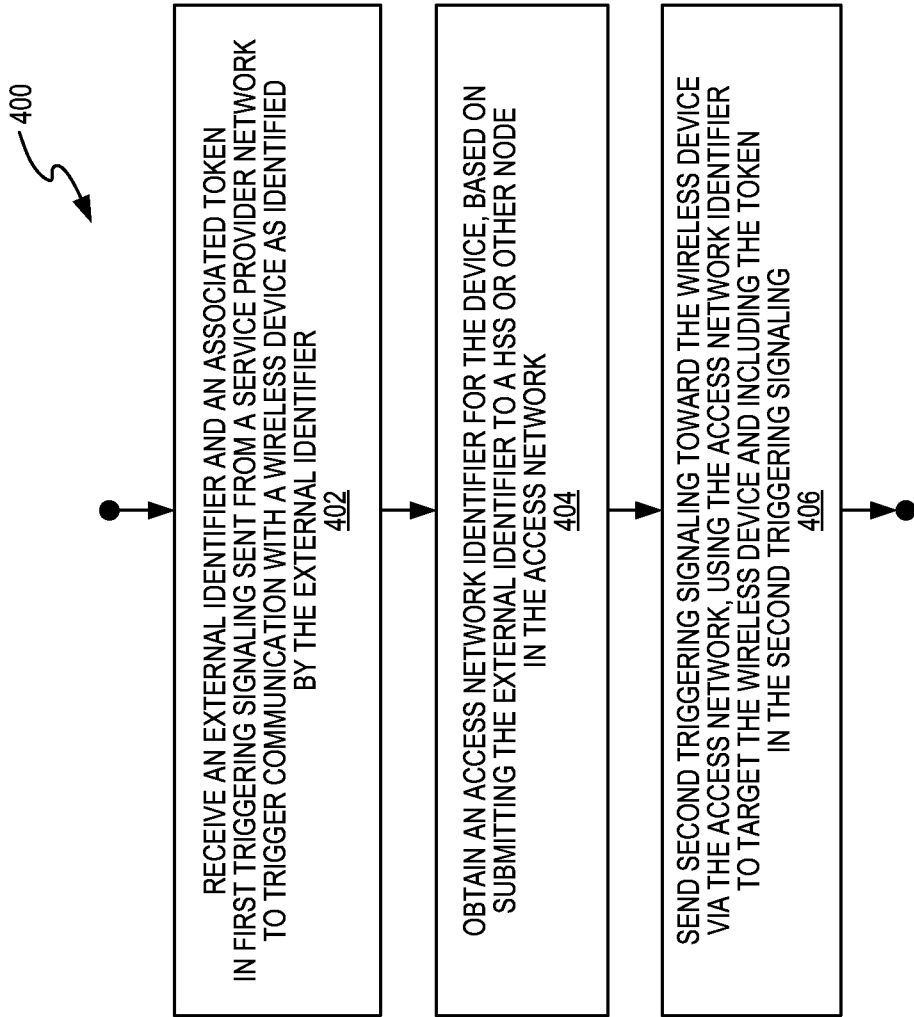 400
RECEIVE AN EXTERNAL IDENTIFIER AND AN ASSOCIATED TOKEN
IN FIRST TRIGGERING SIGNALING SENT FROM A SERVICE PROVIDER NETWORK
TO TRIGGER COMMUNICATION WITH A WIRELESS DEVICE AS IDENTIFIED
BY THE EXTERNAL IDENTIFIER
402
OBTAIN AN ACCESS NETWORK IDENTIFIER FOR THE DEVICE, BASED ON
SUBMITTING THE EXTERNAL IDENTIFIER TO A HSS OR OTHER NODE
IN THE ACCESS NETWORK
404
SEND SECOND TRIGGERING SIGNALING TOWARD THE WIRELESS DEVICE
VIA THE ACCESS NETWORK, USING THE ACCESS NETWORK IDENTIFIER
TO TARGET THE WIRELESS DEVICE AND INCLUDING THE TOKEN
IN THE SECOND TRIGGERING SIGNALING
406